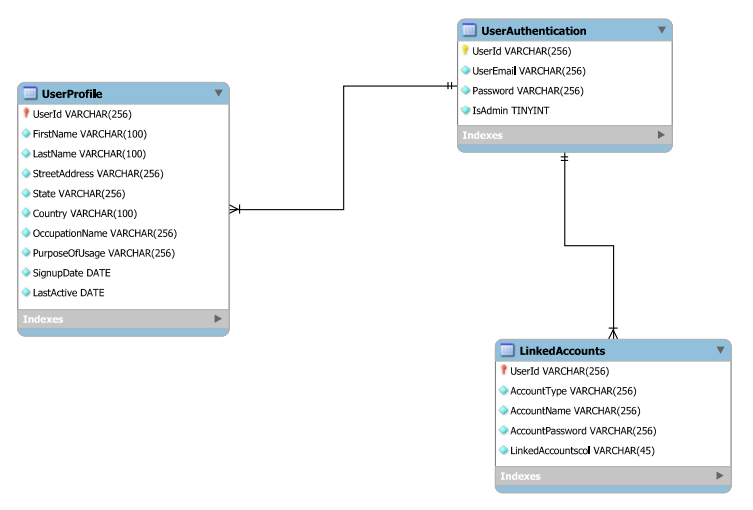 UserAuthentication
UserId VARCHAR(256)
UserEmail VARCHAR(256)
Password VARCHAR(256)
IsAdmin TINYINT
Indexes
UserProfile
UserId VARCHAR(256)
FirstName VARCHAR(100)
LastName VARCHAR(100)
StreetAddress VARCHAR(256)
State VARCHAR(256)
Country VARCHAR(100)
OccupationName VARCHAR(256)
PurposeOfUsage VARCHAR(256)
SignupDate DATE
LastActive DATE
Indexes
LinkedAccounts
UserId VARCHAR(256)
AccountType VARCHAR(256)
AccountName VARCHAR(256)
AccountPassword VARCHAR(256)
LinkedAccountscol VARCHAR(45)
Indexes